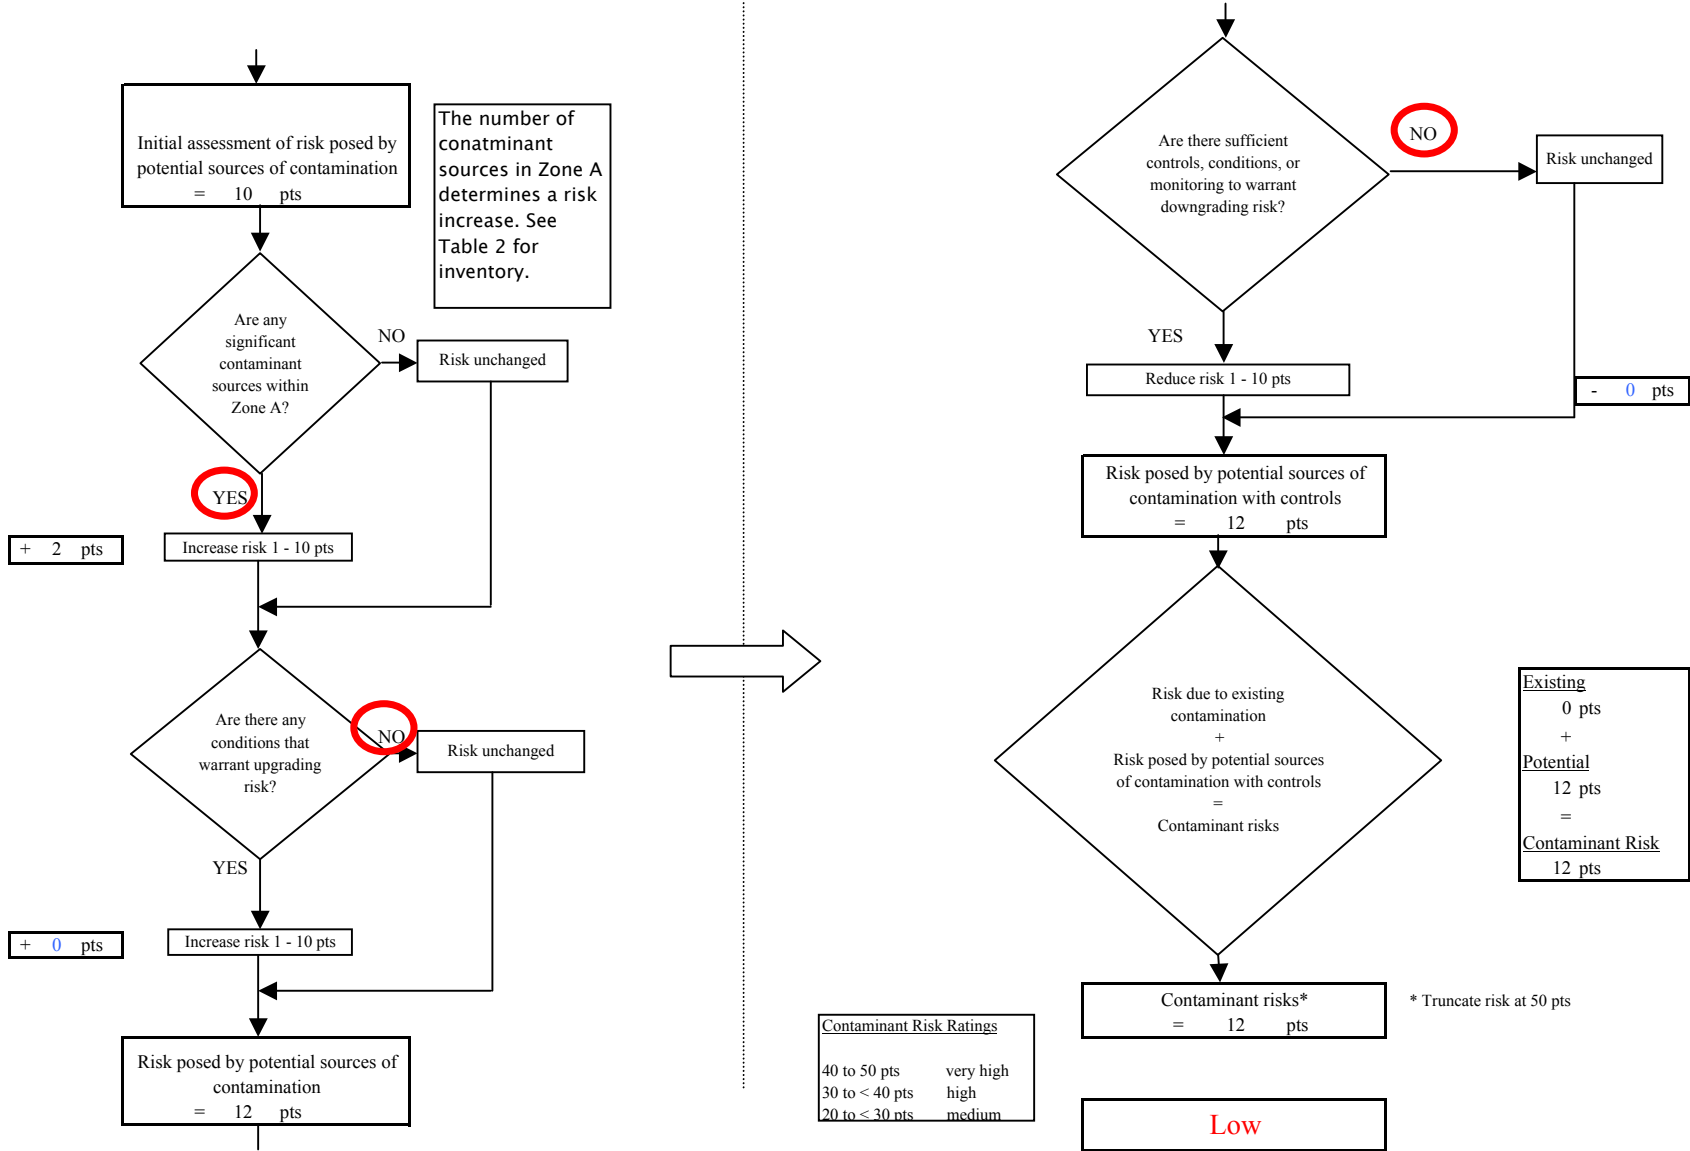 Initial assessment of risk posed by
potential sources of contamination
= 10 pts
The number of
conatminant
sources in Zone A
determines a risk
increase. See
Table 2 for
inventory.
Are any
significant
contaminant
sources within
Zone A?
NO
Risk unchanged
YES
+ 2 pts
Increase risk 1 - 10 pts
Are there any
conditions that
warrant upgrading
risk?
NO
Risk unchanged
YES
+ 0 pts
Increase risk 1 - 10 pts
Risk posed by potential sources of
contamination
= 12 pts
Are there sufficient
controls, conditions, or
monitoring to warrant
downgrading risk?
NO
Risk unchanged
YES
Reduce risk 1 - 10 pts
- 0 pts
Risk posed by potential sources of
contamination with controls
= 12 pts
Risk due to existing
contamination
+
Risk posed by potential sources
of contamination with controls
=
Contaminant risks
Existing
0 pts
+
Potential
12 pts
=
Contaminant Risk
12 pts
Contaminant risks*
= 12 pts
* Truncate risk at 50 pts
Contaminant Risk Ratings
40 to 50 pts very high
30 to < 40 pts high
20 to < 30 pts medium
Low